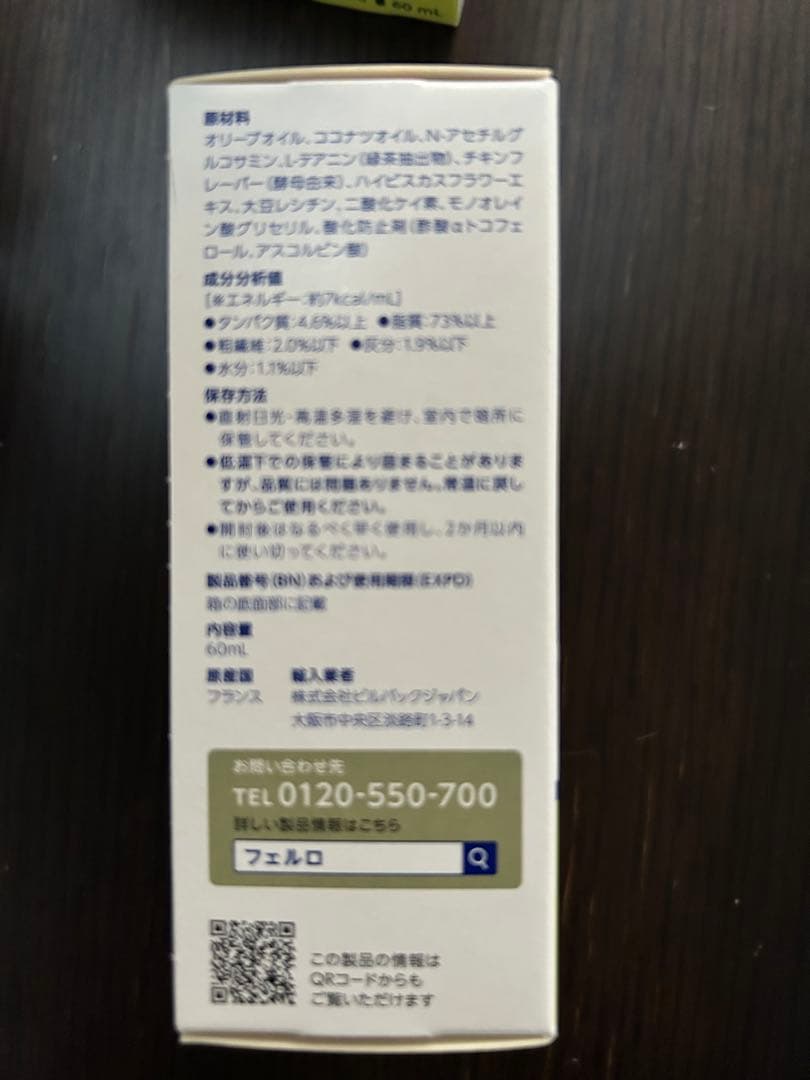 60 mL
原材料
オリーブオイル、ココナツオイル、N-アセチルグ
ルコサミン、L-テアニン(緑茶抽出物)、チキンフ
レーバー(酵母由来)、ハイビスカスフラワーエ
キス、大豆レシチン、二酸化ケイ素、モノオレイ
ン酸グリセリル、酸化防止剤(酢酸αトコフェ
ロール、アスコルビン酸)
成分分析値
[※エネルギー:約7kcal/mL]
●タンパク質:4.6%以上 ●脂質:73%以上
●粗繊維:2.0%以下 ●灰分:1.9%以下
●水分:1.1%以下
保存方法
●直射日光・高温多湿を避け、室内で暗所に
保管してください。
●低温下での保管により固まることがありま
すが、品質には問題ありません。常温に戻し
てからご使用ください。
●開封後はなるべく早く使用し、2か月以内
に使い切ってください。
製品番号(BN)および使用期限(EXPD)
箱の底面部に記載
内容量
60mL
原産国 輸入業者
フランス 株式会社ビルバックジャパン
大阪市中央区淡路町1-3-14
お問い合わせ先
TEL 0120-550-700
詳しい製品情報はこちら
フェルロ
この製品の情報は
QRコードからも
ご覧いただけます